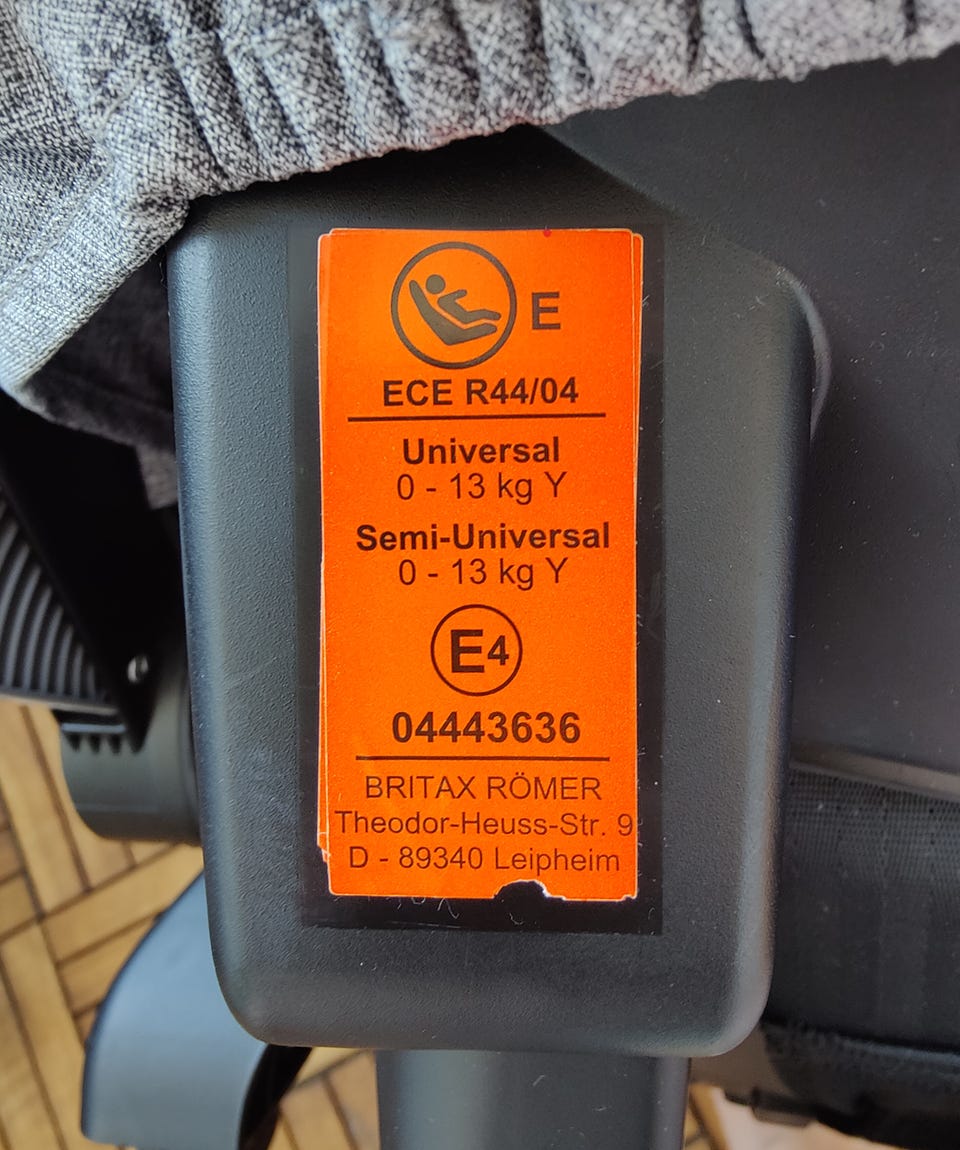 E
ECE R44/04
Universal
0 - 13 kg Y
Semi-Universal
0 - 13 kg Y
E4
04443636
BRITAX RÖMER
Theodor-Heuss-Str. 9
D - 89340 Leipheim